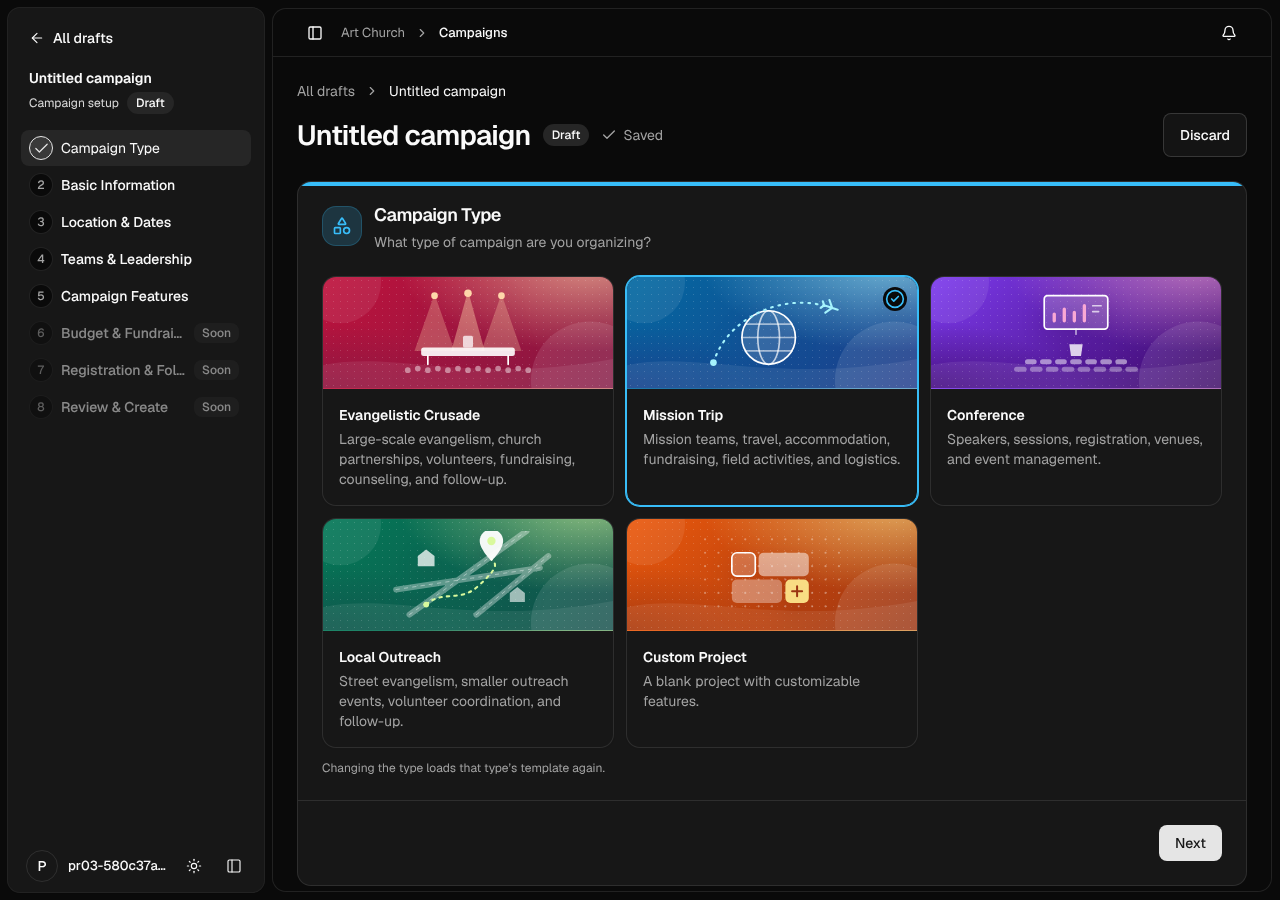 All drafts
Untitled campaign
Campaign setup Draft
Campaign Type
2 Basic Information
3 Location & Dates
4 Teams & Leadership
5 Campaign Features
6 Budget & Fundrai... Soon
7 Registration & Fol... Soon
8 Review & Create Soon
P pr03-580c37a...
Art Church > Campaigns
All drafts > Untitled campaign
Untitled campaign Draft Saved
Discard
Campaign Type
What type of campaign are you organizing?
Evangelistic Crusade
Large-scale evangelism, church
partnerships, volunteers, fundraising,
counseling, and follow-up.
Mission Trip
Mission teams, travel, accommodation,
fundraising, field activities, and logistics.
Conference
Speakers, sessions, registration, venues,
and event management.
Local Outreach
Street evangelism, smaller outreach
events, volunteer coordination, and
follow-up.
Custom Project
A blank project with customizable
features.
Changing the type loads that type's template again.
Next